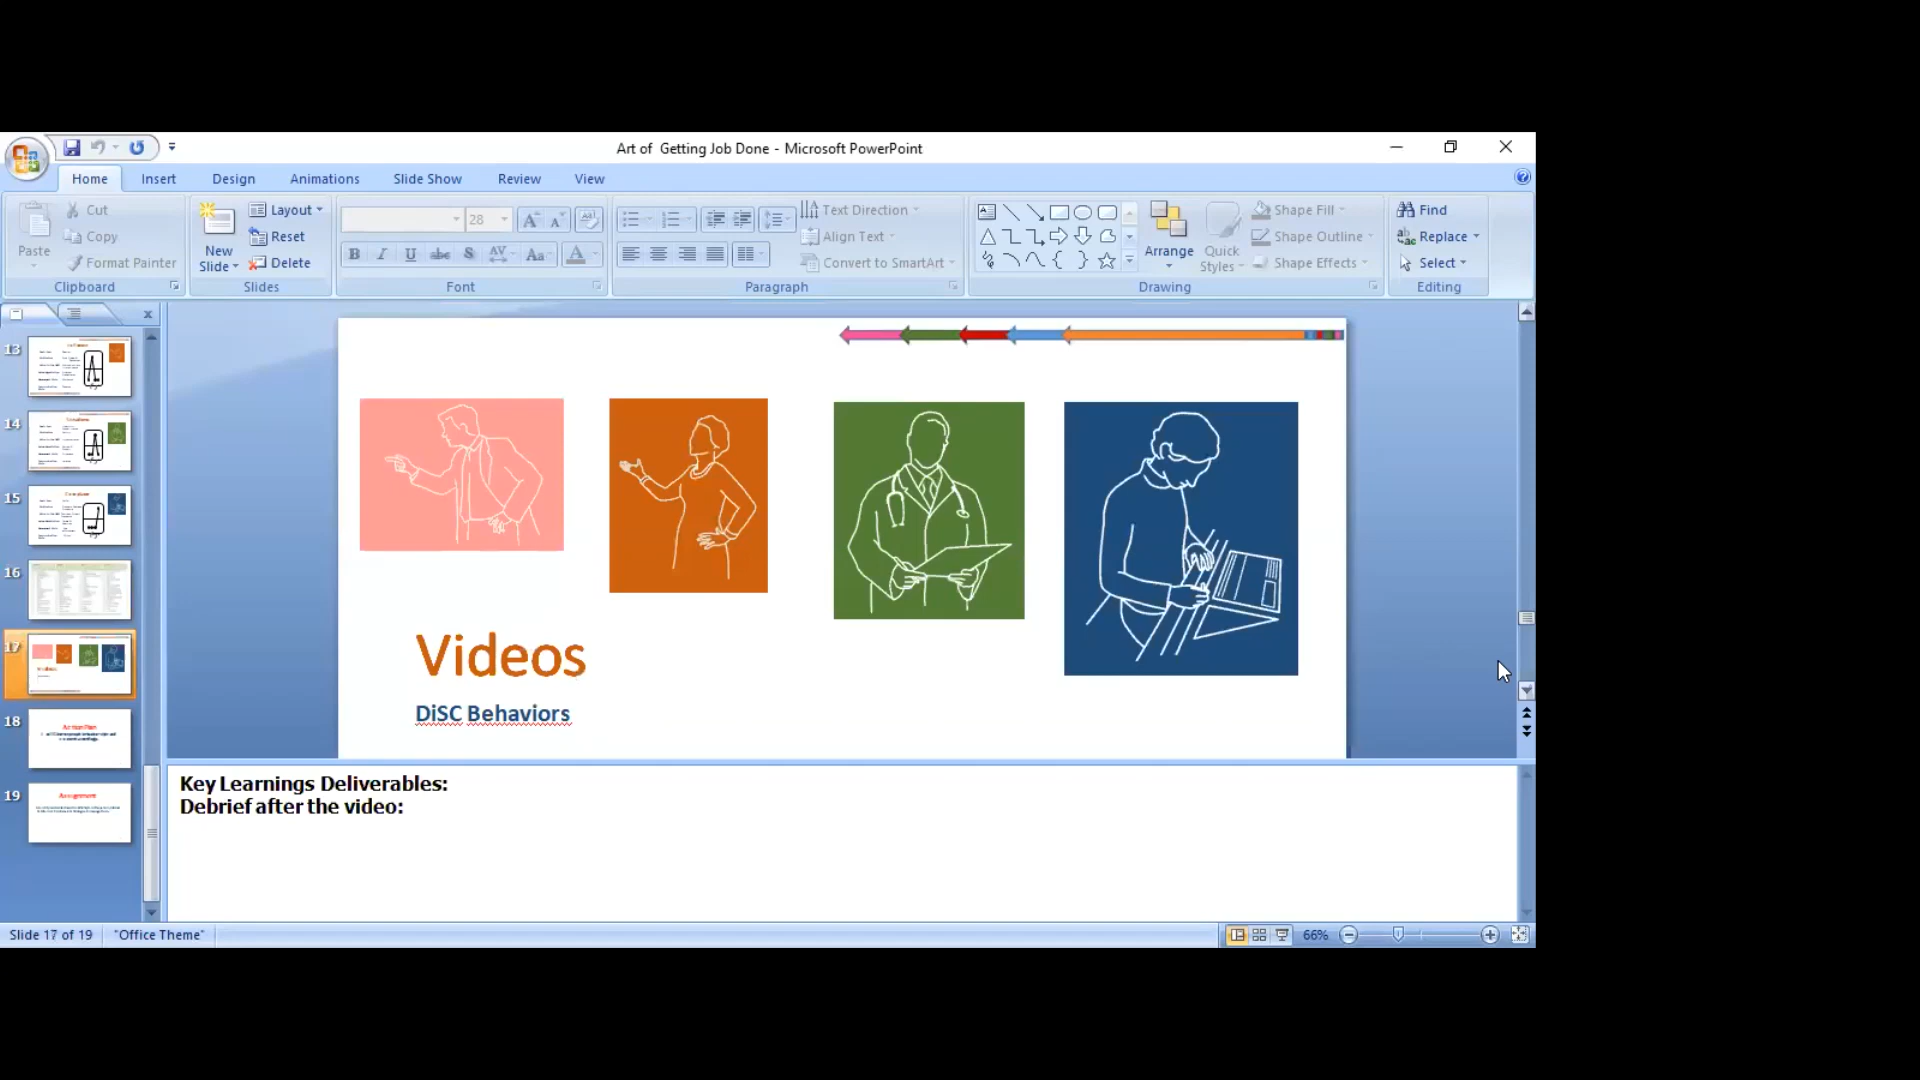 Art of Getting Job Done - Microsoft PowerPoint
Home Insert Design Animations Slide Show Review View
Paste
Cut
Copy
Format Painter
Clipboard
New Slide
Layout
Reset
Delete
Slides
28
Font
Text Direction
Align Text
Convert to SmartArt
Paragraph
Arrange
Quick Styles
Shape Fill
Shape Outline
Shape Effects
Drawing
Find
Replace
Select
Editing
13
14
15
16
17
18
Action Plan
19
Assignment
Videos
DiSC Behaviors
Key Learnings Deliverables:
Debrief after the video:
Slide 17 of 19 "Office Theme" 66%